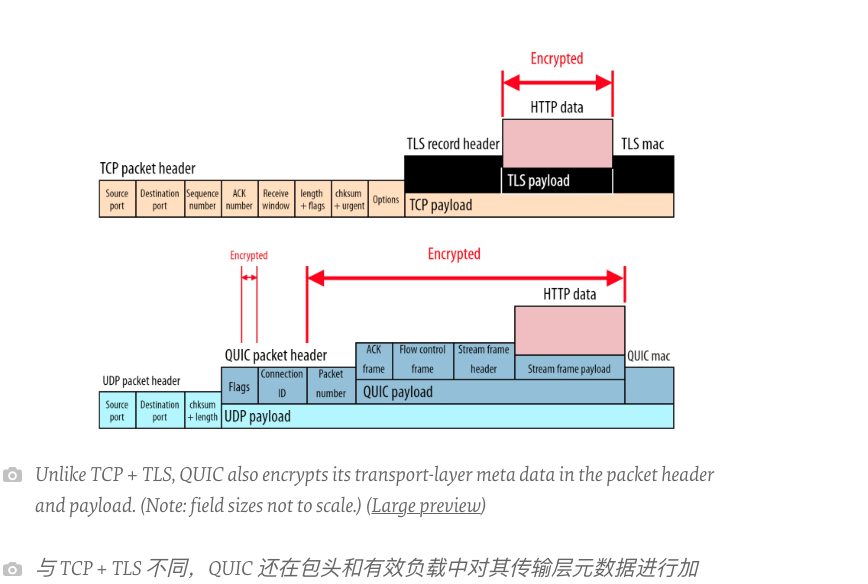 Encrypted
HTTP data
TLS record header
TLS mac
TCP packet header
TLS payload
Source port
Destination port
Sequence number
ACK number
Receive window
length + flags
chksum + urgent
Options
TCP payload
Encrypted
Encrypted
HTTP data
QUIC packet header
ACK frame
Flow control frame
Stream frame header
Stream frame payload
QUIC mac
UDP packet header
Flags
Connection ID
Packet number
QUIC payload
Source port
Destination port
chksum + length
UDP payload
Unlike TCP + TLS, QUIC also encrypts its transport-layer meta data in the packet header
and payload. (Note: field sizes not to scale.) (Large preview)
与 TCP + TLS 不同，QUIC 还在包头和有效负载中对其传输层元数据进行加